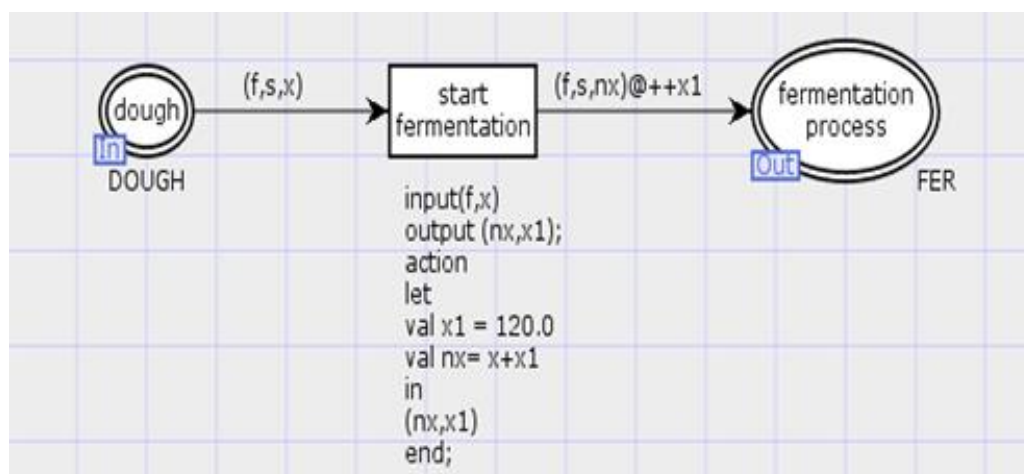 (f,s,x)
(f,s,nx)@++x1
dough
start
fermentation
fermentation
process
In
Out
DOUGH
FER
input(f,x)
output (nx,x1);
action
let
val x1 = 120.0
val nx= x+x1
in
(nx,x1)
end;